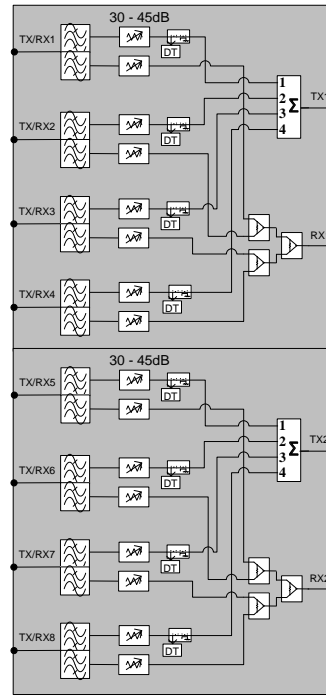 30 - 45dB
TX/RX1
DT
1
TX1
TX/RX2
DT
2
Σ
3
4
TX/RX3
DT
RX1
TX/RX4
DT
30 - 45dB
TX/RX5
DT
1
TX2
TX/RX6
DT
2
Σ
3
4
TX/RX7
DT
RX2
TX/RX8
DT